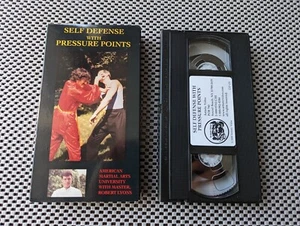 SELF DEFENSE
WITH
PRESSURE POINTS
AMERICAN
MARTIAL ARTS
UNIVERSITY
WITH MASTER
ROBERT LYONS
SELF DEFENSE WITH
PRESSURE POINTS